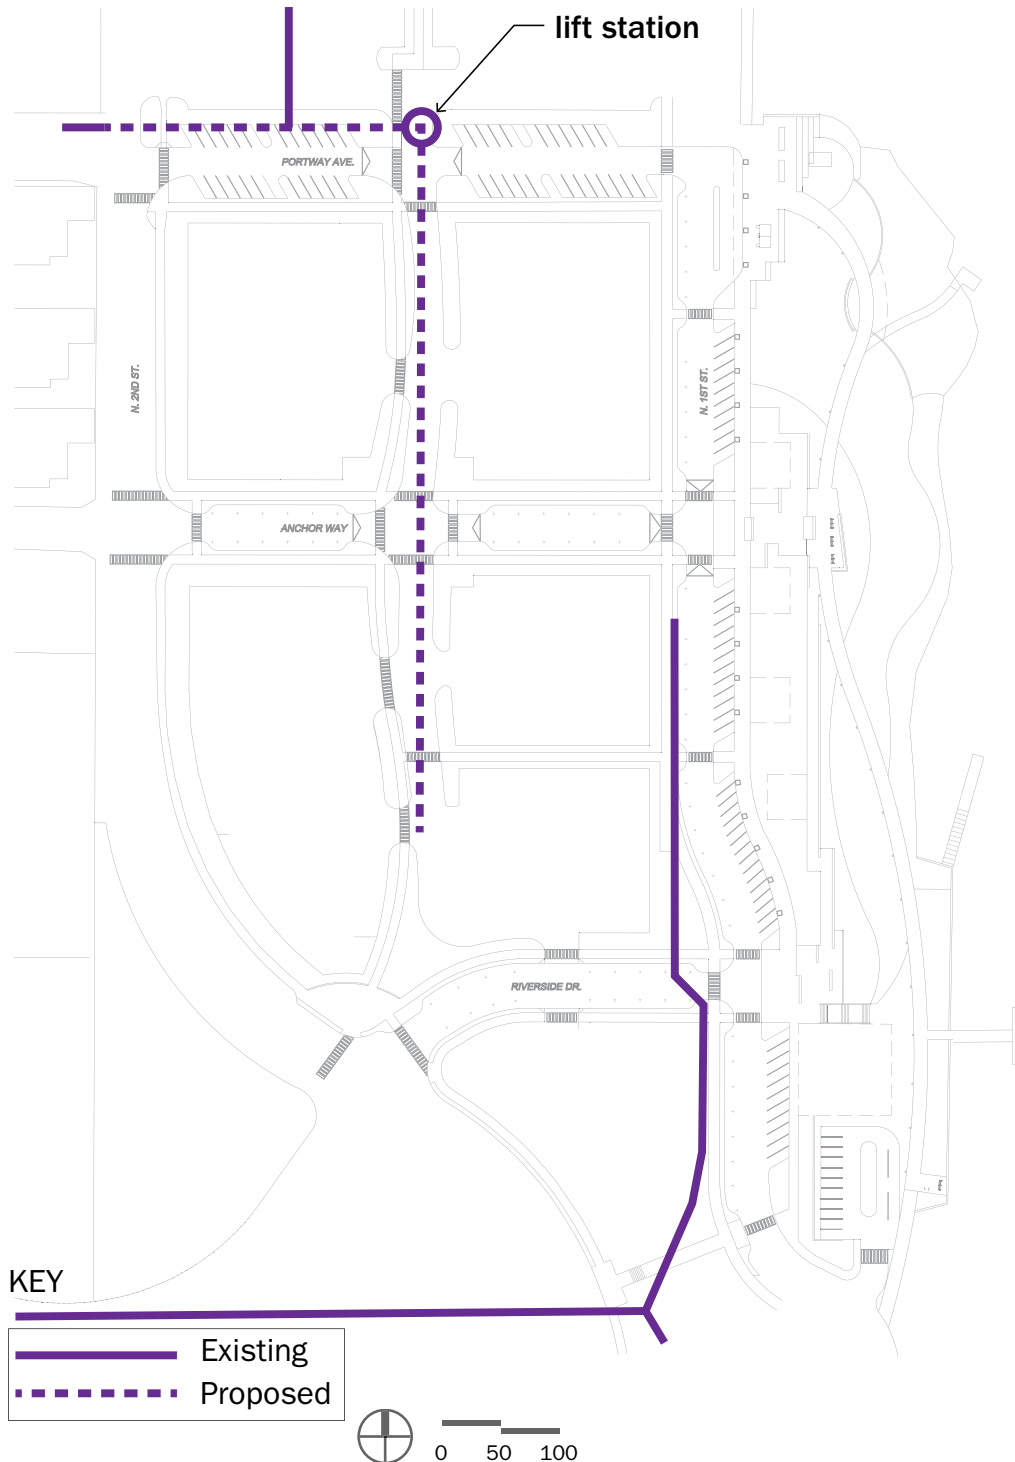 lift station
PORTWAY AVE.
N. 2ND ST.
N. 1ST ST.
ANCHOR WAY
RIVERSIDE DR.
KEY
Existing
Proposed
0 50 100